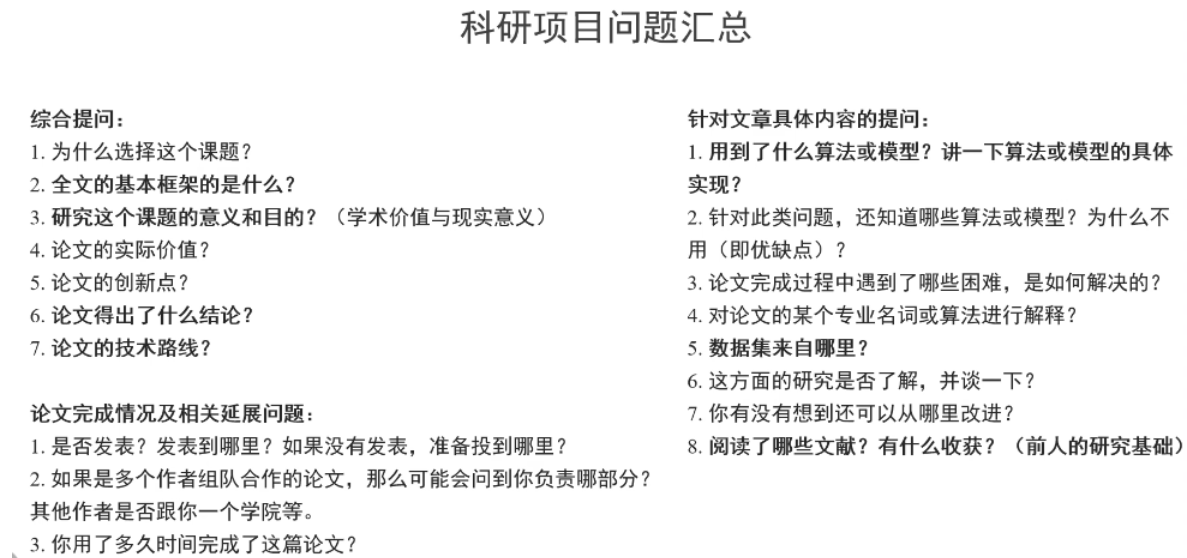 科研项目问题汇总
综合提问：
1. 为什么选择这个课题？
2. 全文的基本框架的是什么？
3. 研究这个课题的意义和目的？（学术价值与现实意义）
4. 论文的实际价值？
5. 论文的创新点？
6. 论文得出了什么结论？
7. 论文的技术路线？
论文完成情况及相关延展问题：
1. 是否发表？发表到哪里？如果没有发表，准备投到哪里？
2. 如果是多个作者组队合作的论文，那么可能会问到你负责哪部分？
其他作者是否跟你一个学院等。
3. 你用了多久时间完成了这篇论文？
针对文章具体内容的提问：
1. 用到了什么算法或模型？讲一下算法或模型的具体
实现？
2. 针对此类问题，还知道哪些算法或模型？为什么不
用（即优缺点）？
3. 论文完成过程中遇到了哪些困难，是如何解决的？
4. 对论文的某个专业名词或算法进行解释？
5. 数据集来自哪里？
6. 这方面的研究是否了解，并谈一下？
7. 你有没有想到还可以从哪里改进？
8. 阅读了哪些文献？有什么收获？（前人的研究基础）